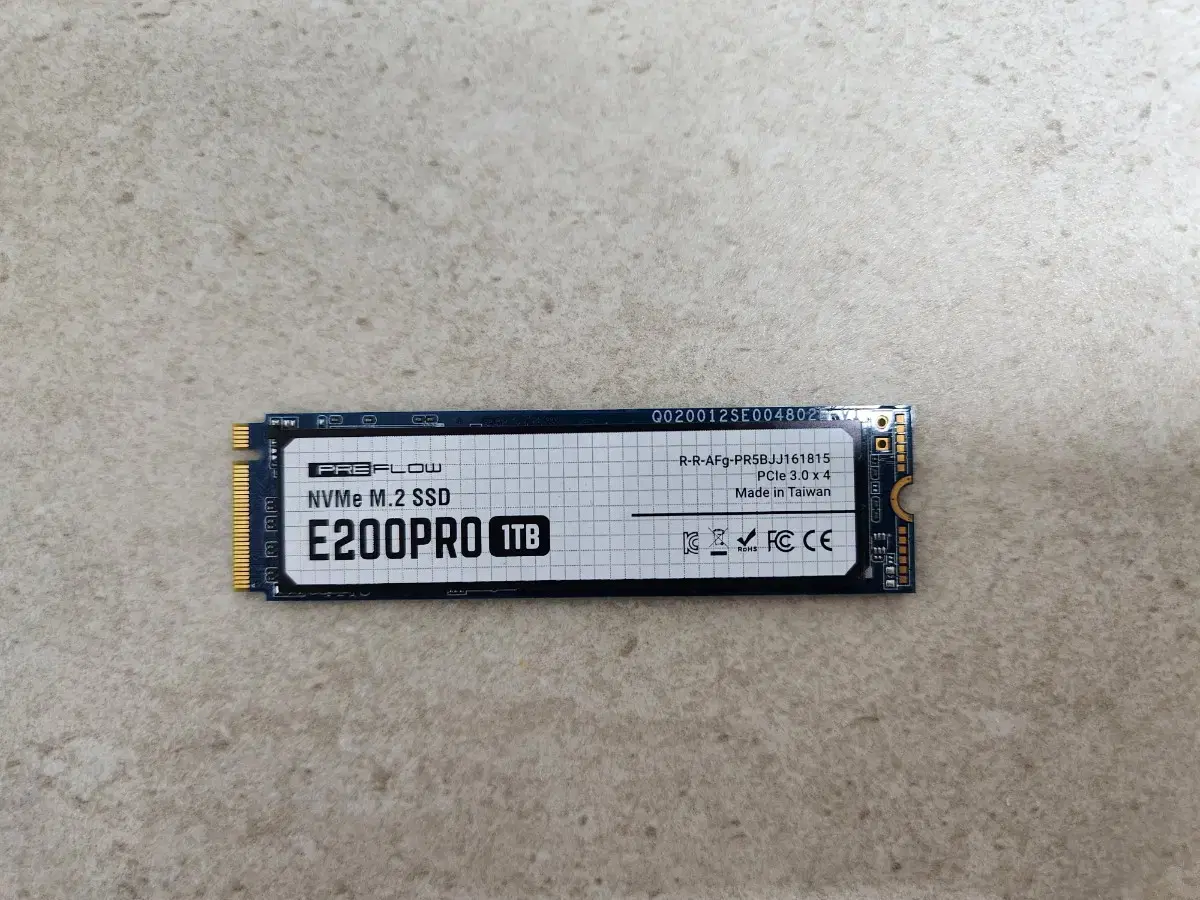 Q020012SE004802
PREFLOW
NVMe M.2 SSD
E200PRO 1TB
R-R-AFg-PR5BJJ161815
PCIe 3.0 x 4
Made in Taiwan
RoHS FC CE